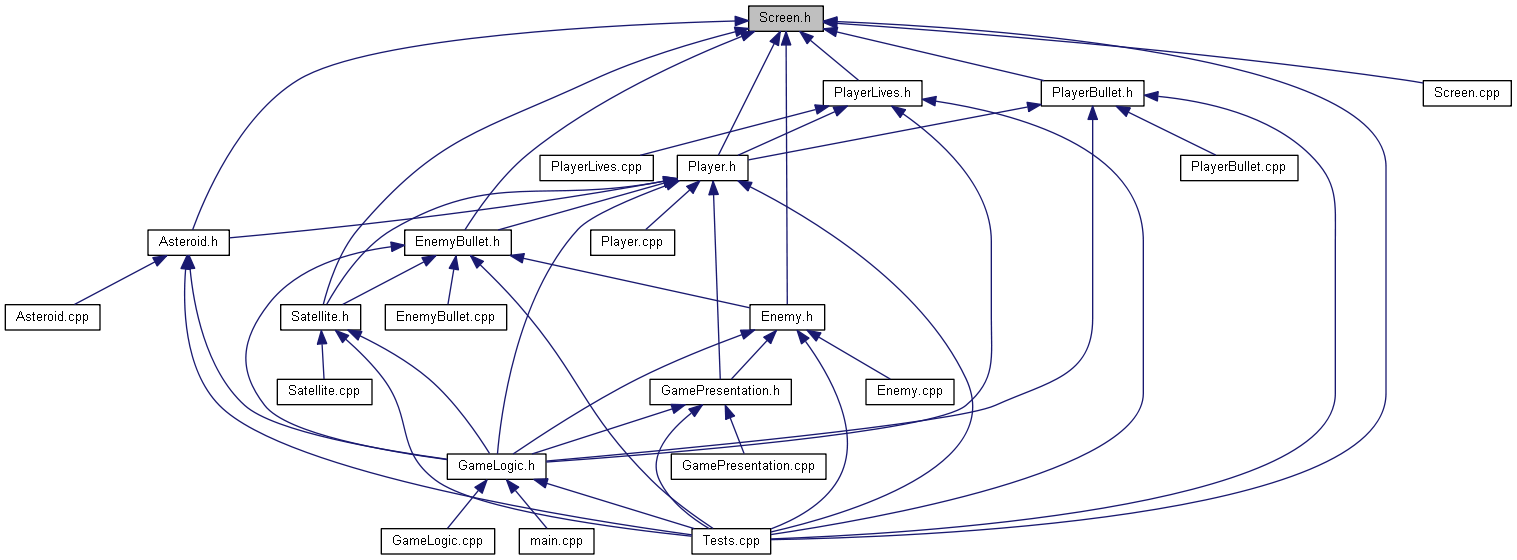 Screen.h
PlayerLives.h
PlayerBullet.h
Screen.cpp
PlayerLives.cpp
Player.h
PlayerBullet.cpp
Asteroid.h
EnemyBullet.h
Player.cpp
Asteroid.cpp
Satellite.h
EnemyBullet.cpp
Enemy.h
Satellite.cpp
GamePresentation.h
Enemy.cpp
GameLogic.h
GamePresentation.cpp
GameLogic.cpp
main.cpp
Tests.cpp